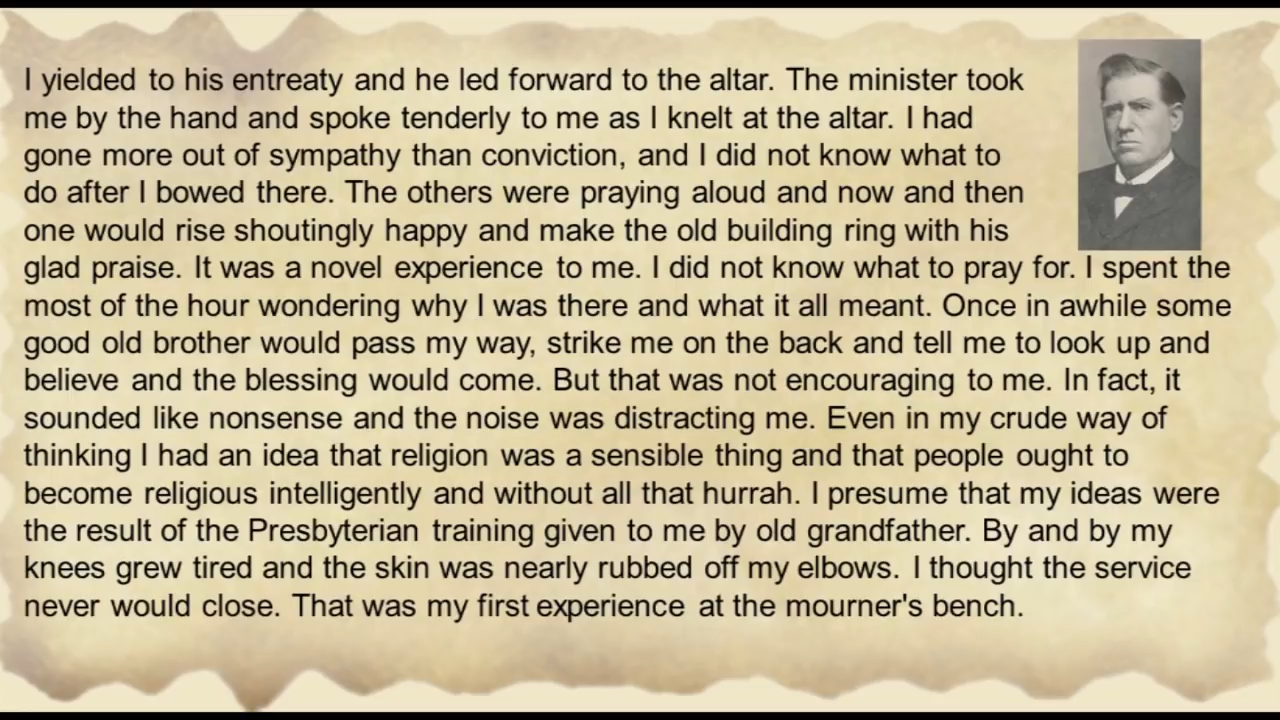 I yielded to his entreaty and he led forward to the altar. The minister took
me by the hand and spoke tenderly to me as I knelt at the altar. I had
gone more out of sympathy than conviction, and I did not know what to
do after I bowed there. The others were praying aloud and now and then
one would rise shoutingly happy and make the old building ring with his
glad praise. It was a novel experience to me. I did not know what to pray for. I spent the
most of the hour wondering why I was there and what it all meant. Once in awhile some
good old brother would pass my way, strike me on the back and tell me to look up and
believe and the blessing would come. But that was not encouraging to me. In fact, it
sounded like nonsense and the noise was distracting me. Even in my crude way of
thinking I had an idea that religion was a sensible thing and that people ought to
become religious intelligently and without all that hurrah. I presume that my ideas were
the result of the Presbyterian training given to me by old grandfather. By and by my
knees grew tired and the skin was nearly rubbed off my elbows. I thought the service
never would close. That was my first experience at the mourner's bench.